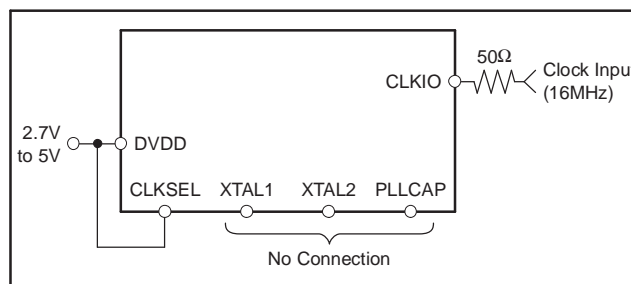 50Ω
CLKIO
Clock Input
(16MHz)
2.7V
to 5V
DVDD
CLKSEL XTAL1 XTAL2 PLLCAP
No Connection